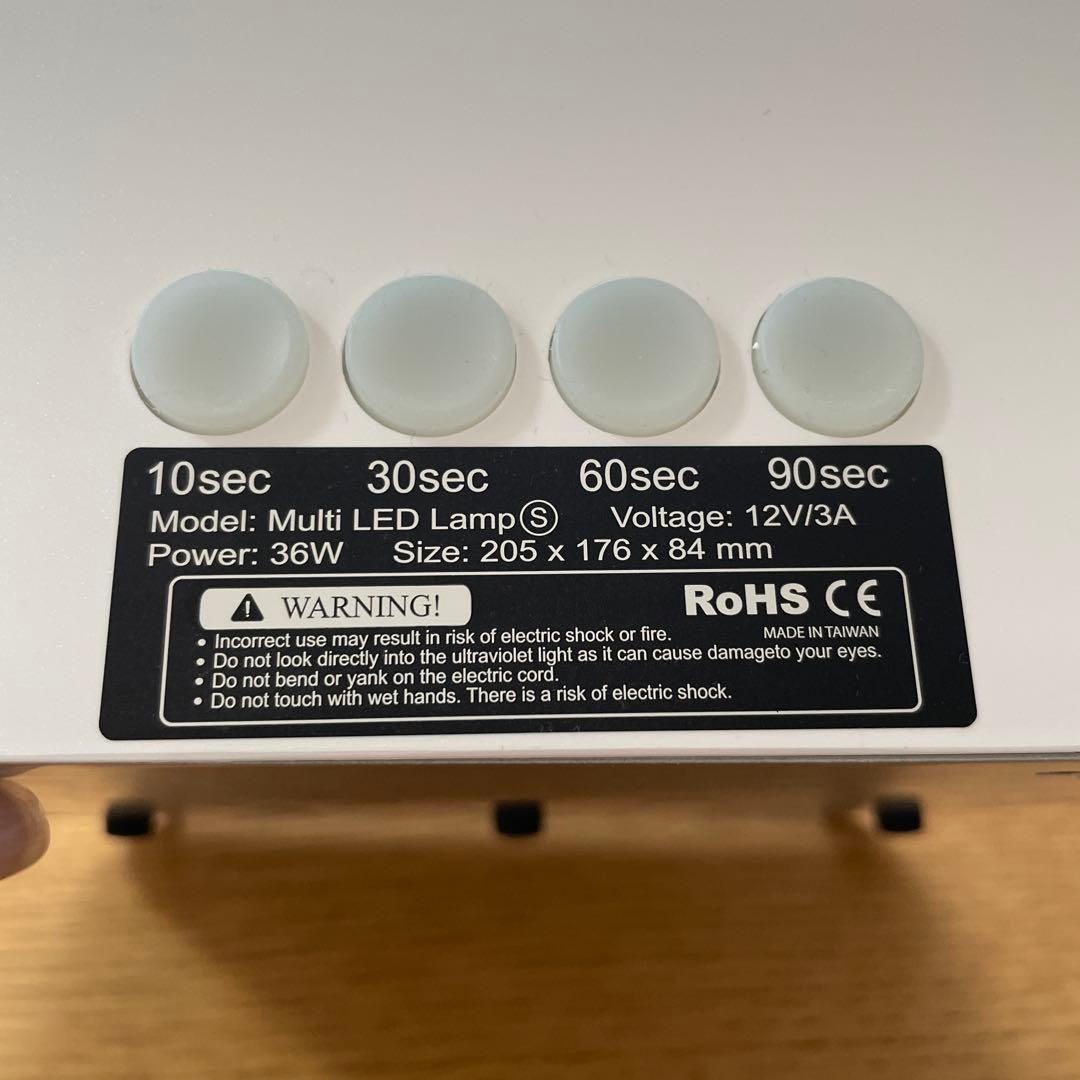 10sec 30sec 60sec 90sec
Model: Multi LED Lamp Ⓢ Voltage: 12V/3A
Power: 36W Size: 205 x 176 x 84 mm
⚠ WARNING! RoHS CE
MADE IN TAIWAN
• Incorrect use may result in risk of electric shock or fire.
• Do not look directly into the ultraviolet light as it can cause damageto your eyes.
• Do not bend or yank on the electric cord.
• Do not touch with wet hands. There is a risk of electric shock.